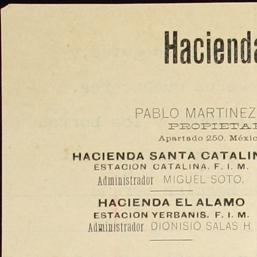 Hacienda
PABLO MARTINEZ
PROPIETA
Apartado 250. Méxic
HACIENDA SANTA CATALIN
ESTACION CATALINA. F. I. M.
Administrador MIGUEL SOTO.
HACIENDA EL ALAMO
ESTACION YERBANIS. F. I. M.
Administrador DIONISIO SALAS H.